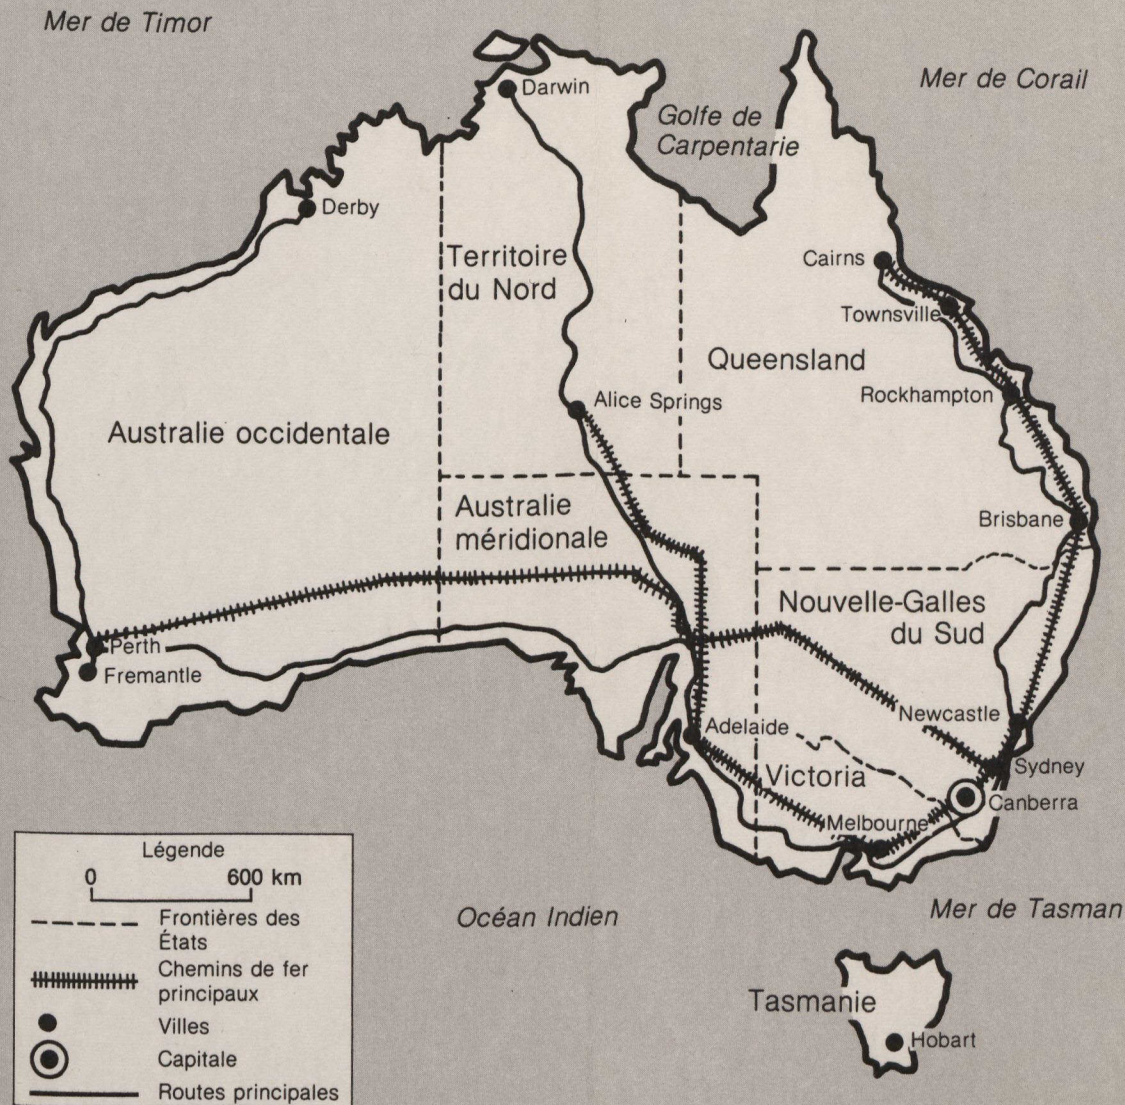 Mer de Timor
Mer de Corail
Darwin
Golfe de
Carpentarie
Derby
Territoire
du Nord
Cairns
Townsville
Queensland
Rockhampton
Alice Springs
Australie occidentale
Australie
méridionale
Brisbane
Nouvelle-Galles
du Sud
Perth
Fremantle
Newcastle
Adelaide
Sydney
Victoria
Canberra
Melbourne
Légende
0 600 km
Frontières des
États
Chemins de fer
principaux
Villes
Capitale
Routes principales
Océan Indien
Mer de Tasman
Tasmanie
Hobart